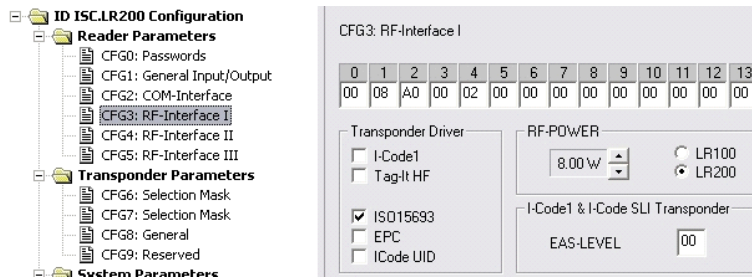 ID ISC.LR200 Configuration
Reader Parameters
CFG0: Passwords
CFG1: General Input/Output
CFG2: COM-Interface
CFG3: RF-Interface I
CFG4: RF-Interface II
CFG5: RF-Interface III
Transponder Parameters
CFG6: Selection Mask
CFG7: Selection Mask
CFG8: General
CFG9: Reserved
System Parameters
CFG3: RF-Interface I
0 1 2 3 4 5 6 7 8 9 10 11 12 13
00 08 A0 00 02 00 00 00 00 00 00 00 00 00
Transponder Driver
I-Code1
Tag-It HF
ISO15693
EPC
ICode UID
RF-POWER
8.00 W
LR100
LR200
I-Code1 & I-Code SLI Transponder
EAS-LEVEL 00